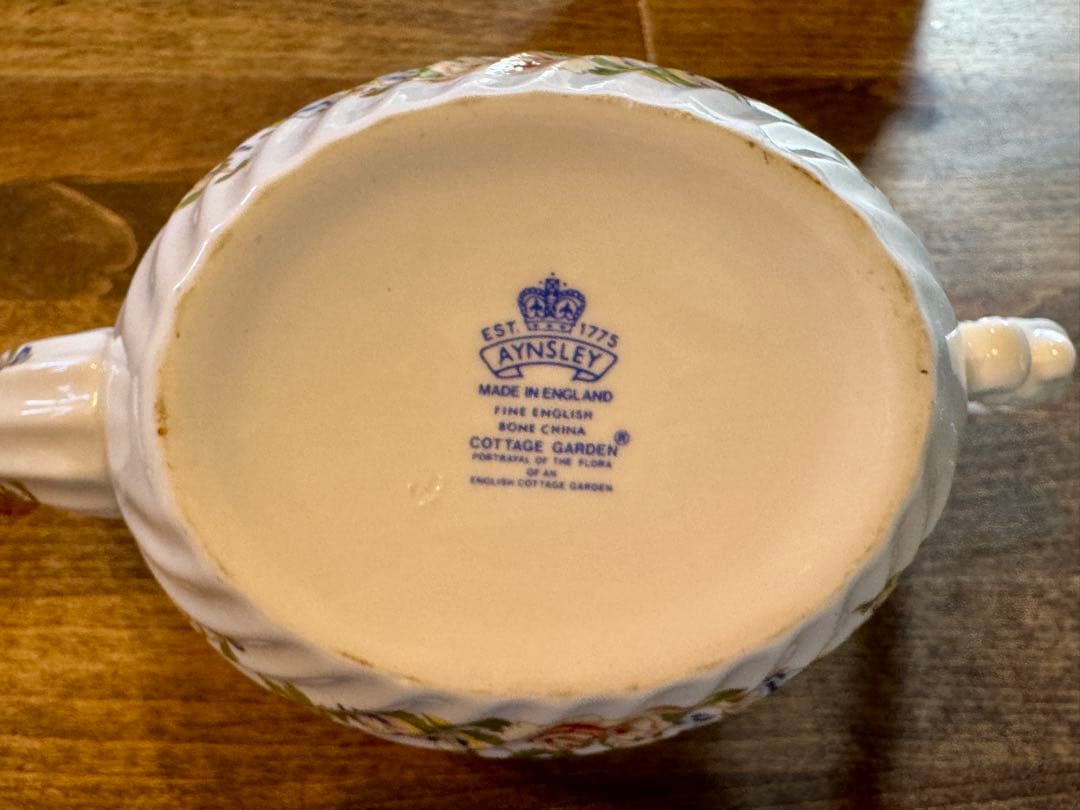 EST. 1775
AYNSLEY
MADE IN ENGLAND
FINE ENGLISH
BONE CHINA
COTTAGE GARDEN®
PORTRAYAL OF THE FLORA
OF AN
ENGLISH COTTAGE GARDEN